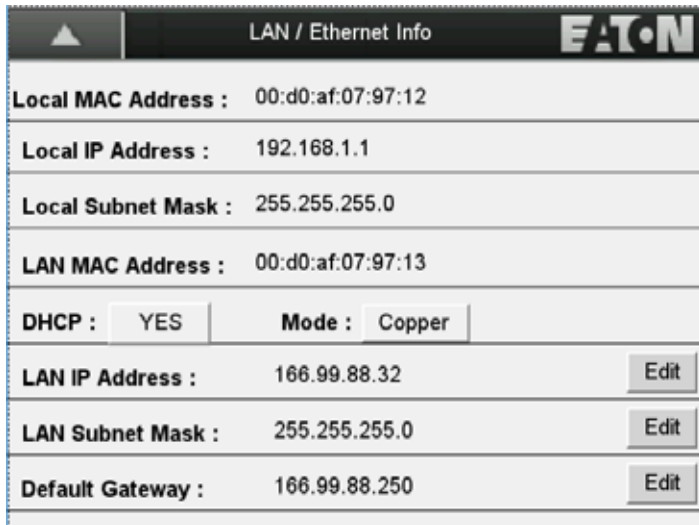 LAN / Ethernet Info EATON
Local MAC Address : 00:d0:af:07:97:12
Local IP Address : 192.168.1.1
Local Subnet Mask : 255.255.255.0
LAN MAC Address : 00:d0:af:07:97:13
DHCP : YES Mode : Copper
LAN IP Address : 166.99.88.32 Edit
LAN Subnet Mask : 255.255.255.0 Edit
Default Gateway : 166.99.88.250 Edit